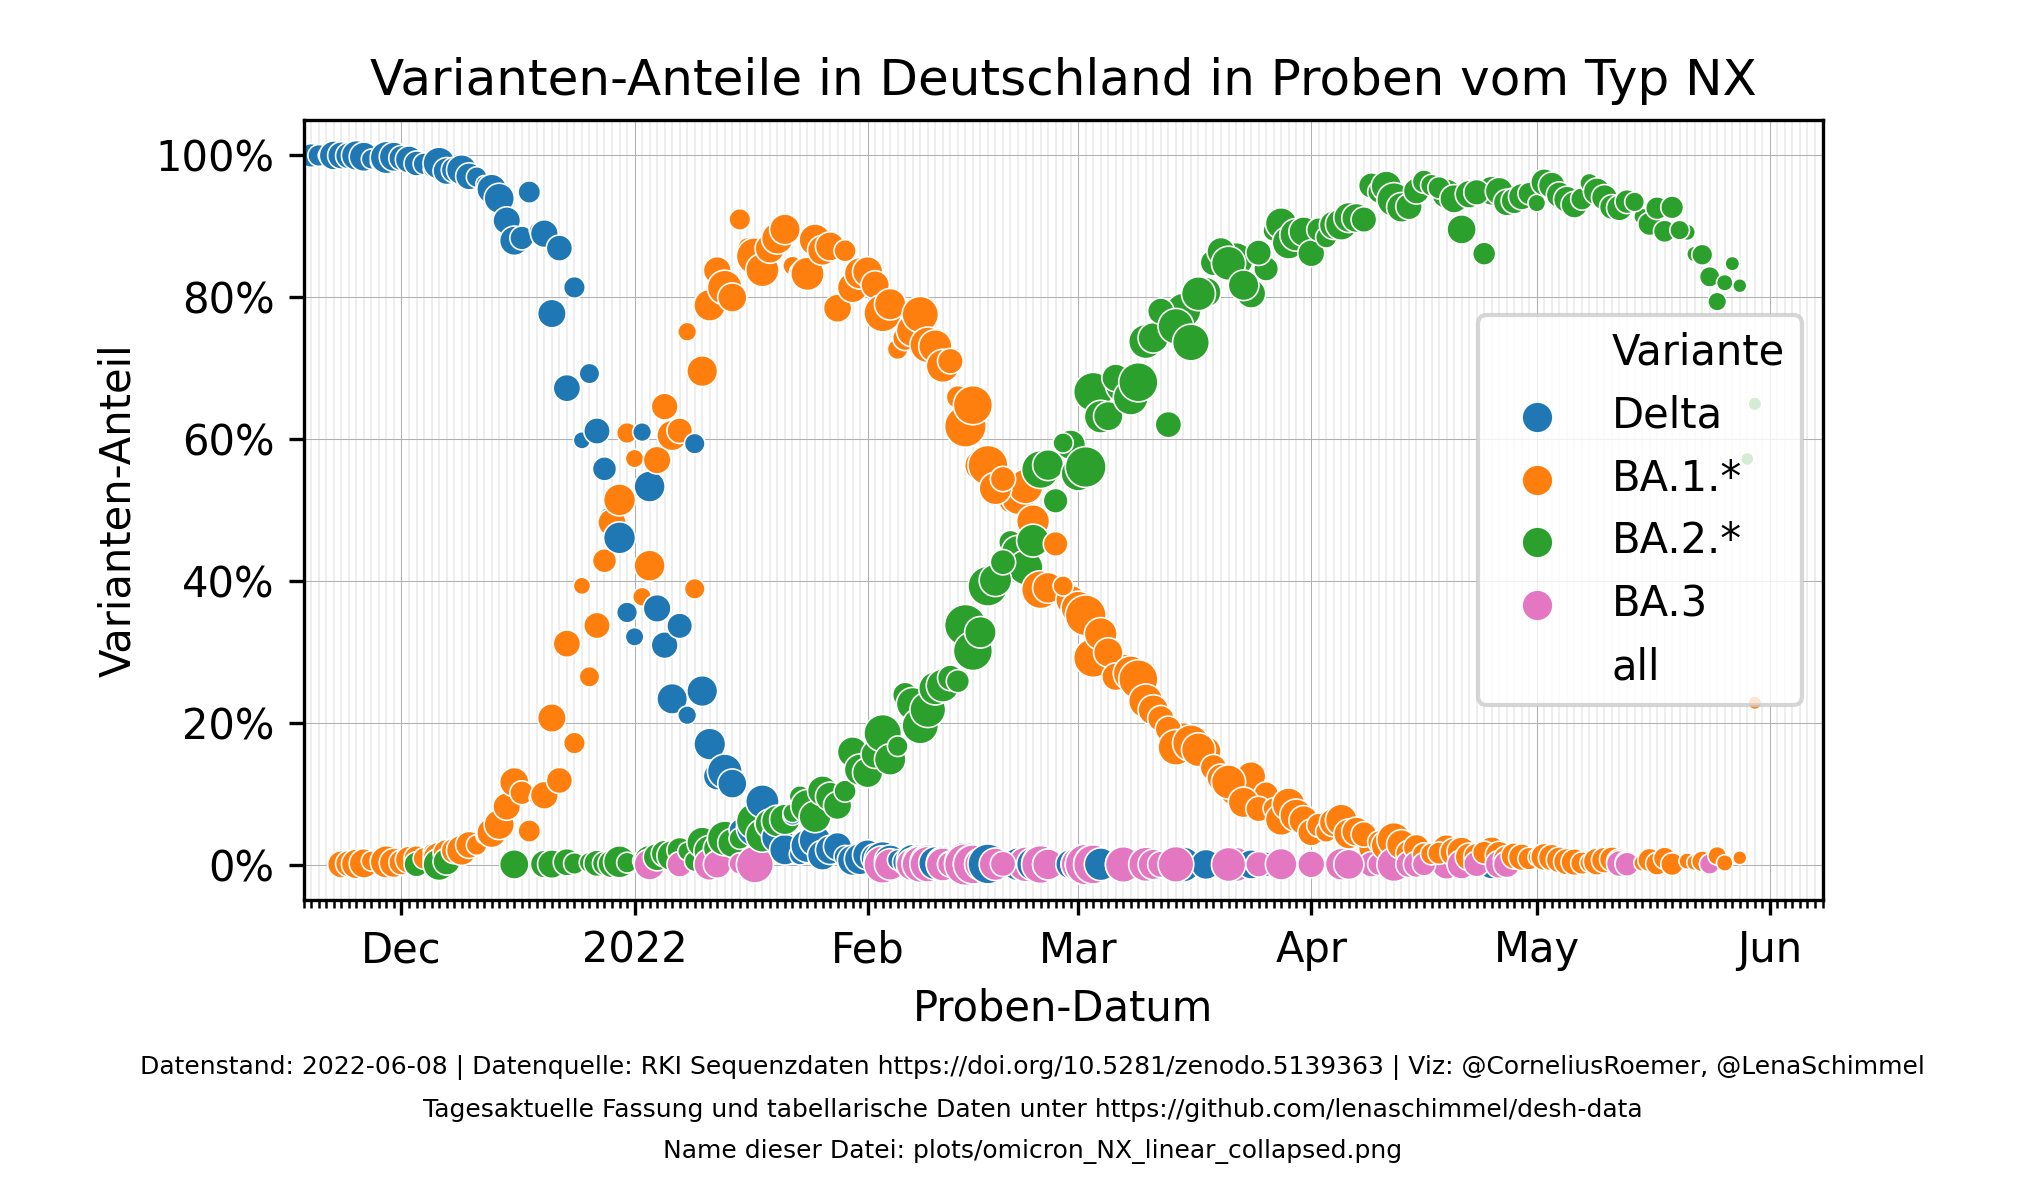 Varianten-Anteile in Deutschland in Proben vom Typ NX
Varianten-Anteil
100%
80%
60%
40%
20%
0%
Variante
Delta
BA.1.*
BA.2.*
BA.3
all
Dec 2022 Feb Mar Apr May Jun
Proben-Datum
Datenstand: 2022-06-08 | Datenquelle: RKI Sequenzdaten https://doi.org/10.5281/zenodo.5139363 | Viz: @CorneliusRoemer, @LenaSchimmel
Tagesaktuelle Fassung und tabellarische Daten unter https://github.com/lenaschimmel/desh-data
Name dieser Datei: plots/omicron_NX_linear_collapsed.png